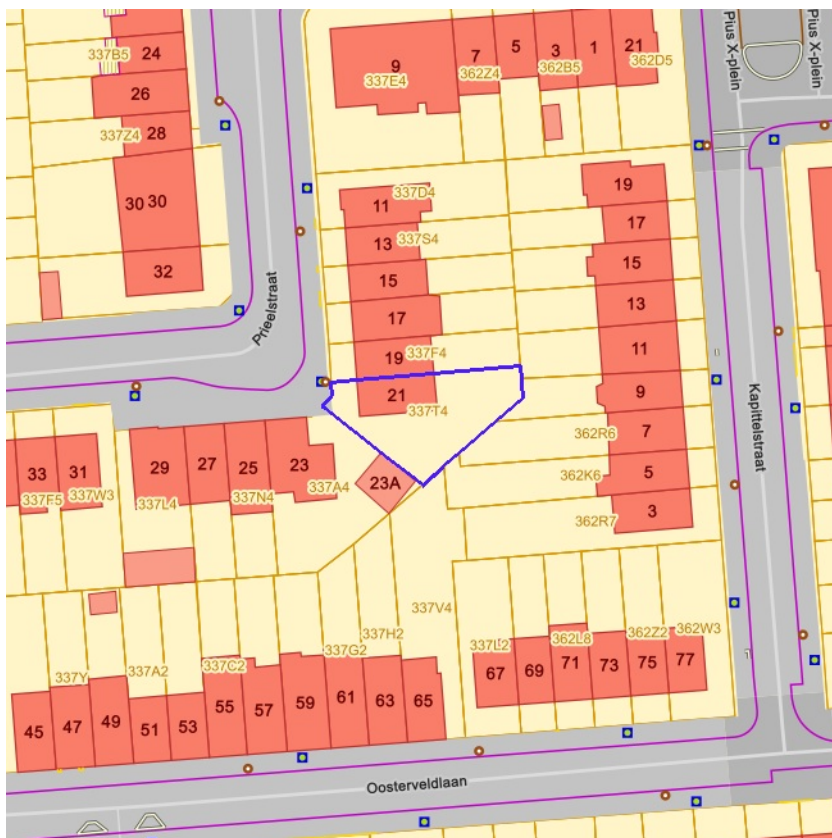 337B5
24
26
337Z4
28
30 30
32
Prieelstraat
9
337E4
7
362Z4
5
3
362B5
1
21
362D5
Pius X-plein
Pius X-plein
11
337D4
13
337S4
15
17
19
337F4
21
337T4
19
17
15
13
11
9
362R6
7
362K6
5
362R7
3
Kapittelstraat
33
337F5
31
337W3
29
337L4
27
25
337N4
23
337A4
23A
337V4
337H2
337G2
337C2
337A2
337Y
45
47
49
51
53
55
57
59
61
63
65
337L2
67
69
362L8
71
73
362Z2
75
362W3
77
Oosterveldlaan